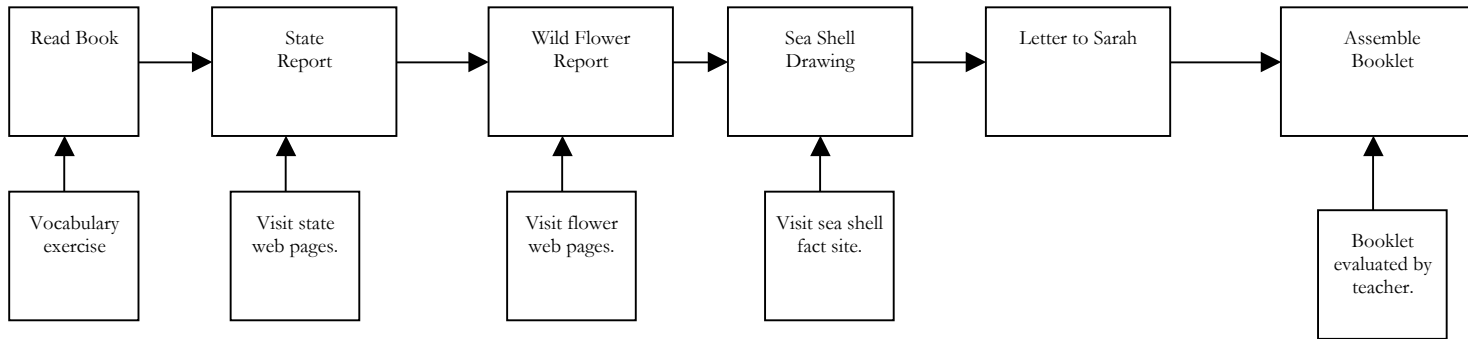 Read Book
State
Report
Wild Flower
Report
Sea Shell
Drawing
Letter to Sarah
Assemble
Booklet
Vocabulary
exercise
Visit state
web pages.
Visit flower
web pages.
Visit sea shell
fact site.
Booklet
evaluated by
teacher.